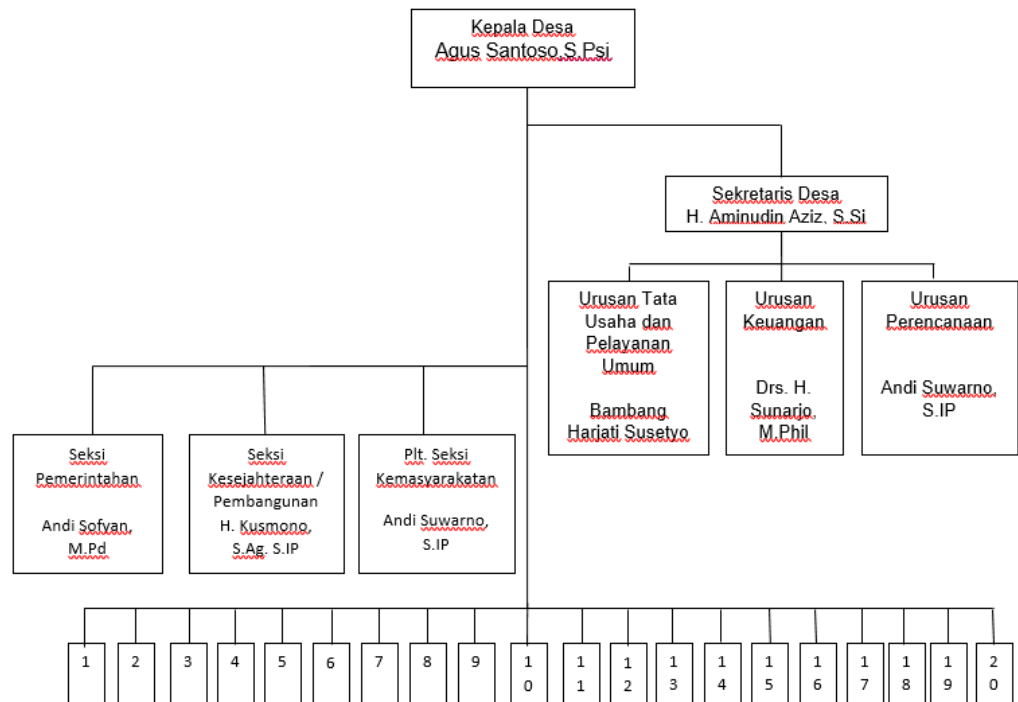 Kepala Desa
Agus Santoso,S.Psi
Sekretaris Desa
H. Aminudin Aziz, S.Si
Urusan Tata
Usaha dan
Pelayanan
Umum
Bambang
Harjati Susetyo
Urusan
Keuangan
Drs. H.
Sunarjo,
M.Phil
Urusan
Perencanaan
Andi Suwarno,
S.IP
Seksi
Pemerintahan
Andi Sofyan,
M.Pd
Seksi
Kesejahteraan /
Pembangunan
H. Kusmono,
S.Ag. S.IP
Plt. Seksi
Kemasyarakatan
Andi Suwarno,
S.IP
1
2
3
4
5
6
7
8
9
1
0
1
1
1
2
1
3
1
4
1
5
1
6
1
7
1
8
1
9
2
0